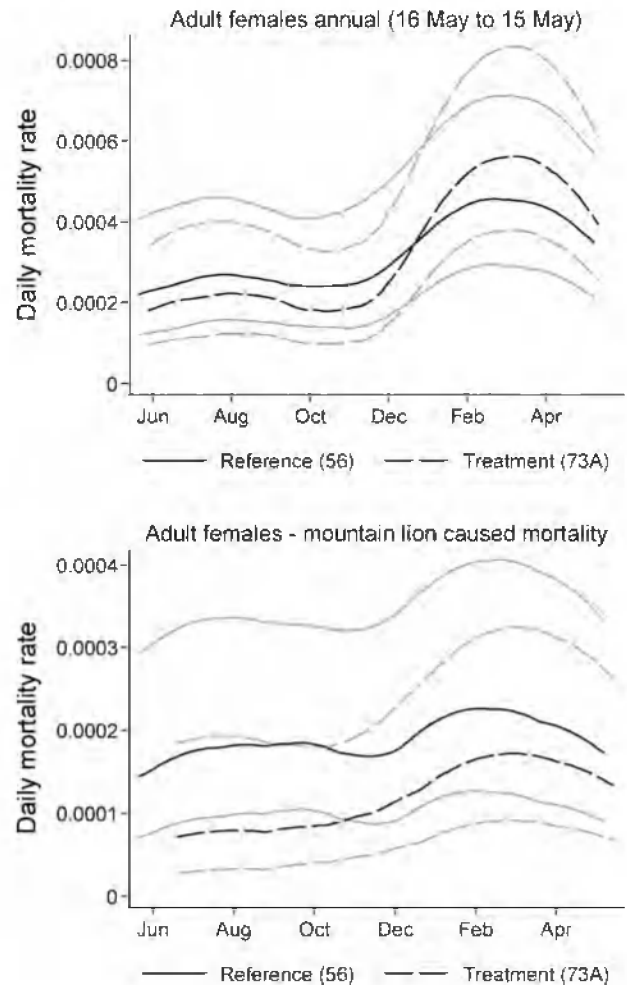 Adult females annual (16 May to 15 May)
0.0008
0.0006
0.0004
0.0002
0
Daily mortality rate
Jun Aug Oct Dec Feb Apr
Reference (56) Treatment (73A)
Adult females - mountain lion caused mortality
0.0004
0.0003
0.0002
0.0001
0
Daily mortality rate
Jun Aug Oct Dec Feb Apr
Reference (56) Treatment (73A)